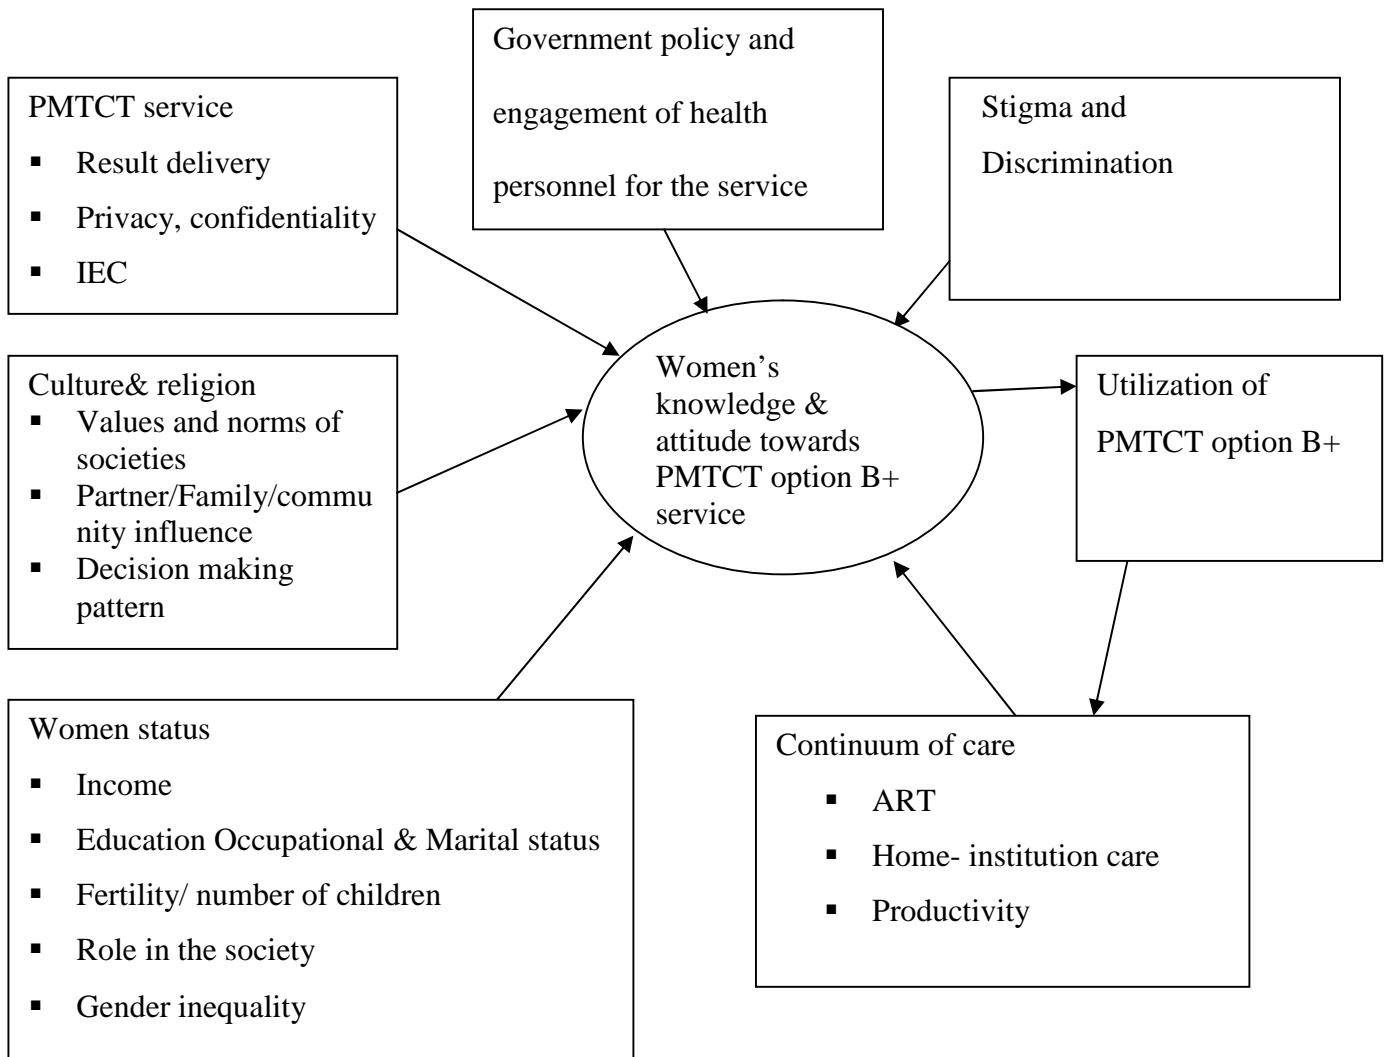 Government policy and
engagement of health
personnel for the service
PMTCT service
▪ Result delivery
▪ Privacy, confidentiality
▪ IEC
Stigma and
Discrimination
Culture& religion
▪ Values and norms of
societies
▪ Partner/Family/commu
nity influence
▪ Decision making
pattern
Women’s
knowledge &
attitude towards
PMTCT option B+
service
Utilization of
PMTCT option B+
Women status
▪ Income
▪ Education Occupational & Marital status
▪ Fertility/ number of children
▪ Role in the society
▪ Gender inequality
Continuum of care
▪ ART
▪ Home- institution care
▪ Productivity